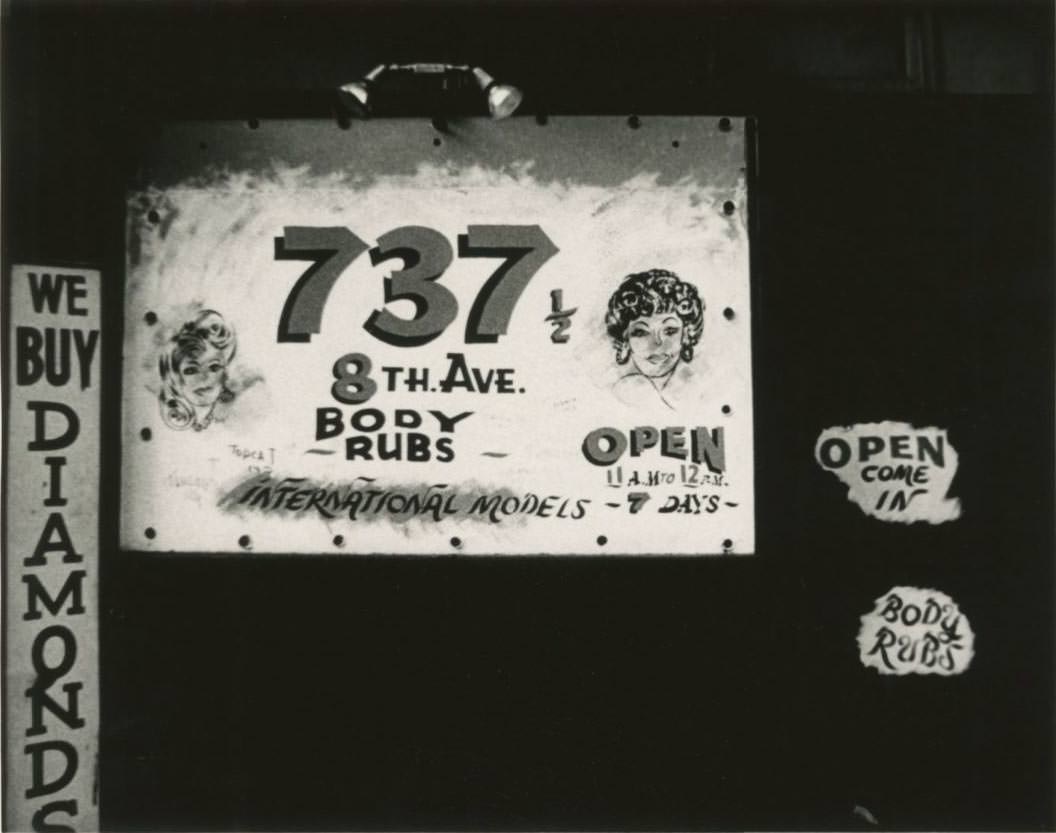 WE
BUY
DIAMONDS
737 1/2
8TH. AVE.
BODY
RUBS
INTERNATIONAL MODELS
OPEN
11 A.M TO 12 P.M.
- 7 DAYS -
OPEN
COME
IN
BODY
RUBS